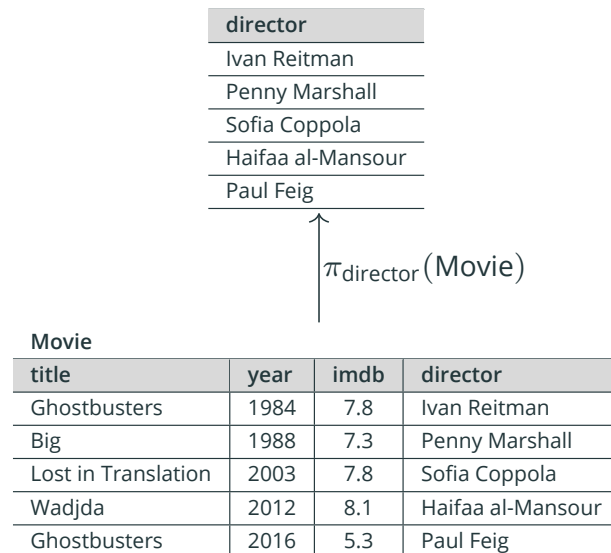 director
Ivan Reitman
Penny Marshall
Sofia Coppola
Haifaa al-Mansour
Paul Feig
π director (Movie)
Movie
title year imdb director
Ghostbusters 1984 7.8 Ivan Reitman
Big 1988 7.3 Penny Marshall
Lost in Translation 2003 7.8 Sofia Coppola
Wadjda 2012 8.1 Haifaa al-Mansour
Ghostbusters 2016 5.3 Paul Feig